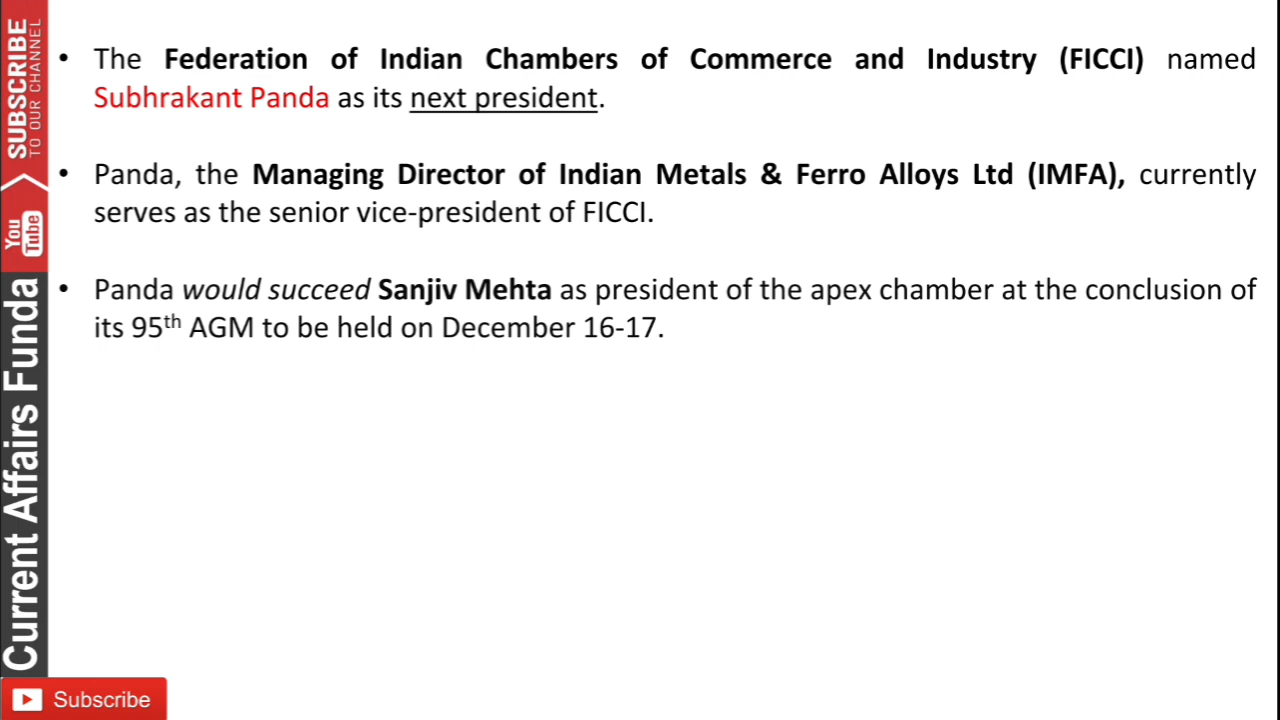 • The Federation of Indian Chambers of Commerce and Industry (FICCI) named
Subhrakant Panda as its next president.
• Panda, the Managing Director of Indian Metals & Ferro Alloys Ltd (IMFA), currently
serves as the senior vice-president of FICCI.
• Panda would succeed Sanjiv Mehta as president of the apex chamber at the conclusion of
its 95th AGM to be held on December 16-17.
SUBSCRIBE
TO OUR CHANNEL
You
Tube
Current Affairs Funda
Subscribe